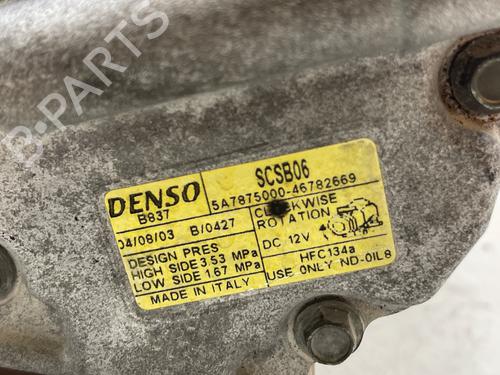 B-PARTS
DENSO
B837
SCSB06
5A7875000-46782669
04/08/03 B/0427
CLOCKWISE
ROTATION
DESIGN PRES
HIGH SIDE 3.53 MPa
LOW SIDE 1.67 MPa
DC 12V
HFC134a
USE ONLY ND-OIL8
MADE IN ITALY